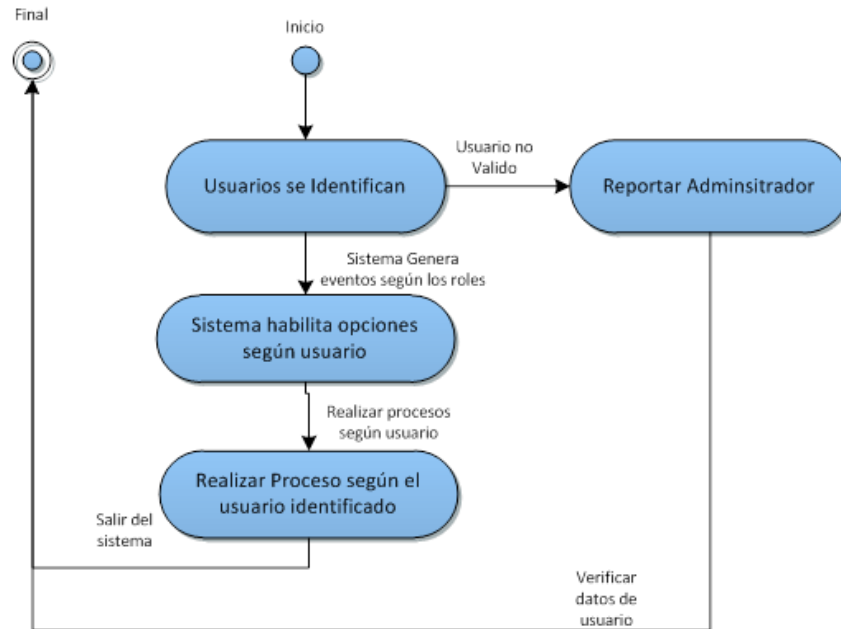 Final
Inicio
Usuarios se Identifican
Usuario no
Valido
Reportar Adminsitrador
Sistema Genera
eventos según los roles
Sistema habilita opciones
según usuario
Realizar procesos
según usuario
Realizar Proceso según el
usuario identificado
Salir del
sistema
Verificar
datos de
usuario